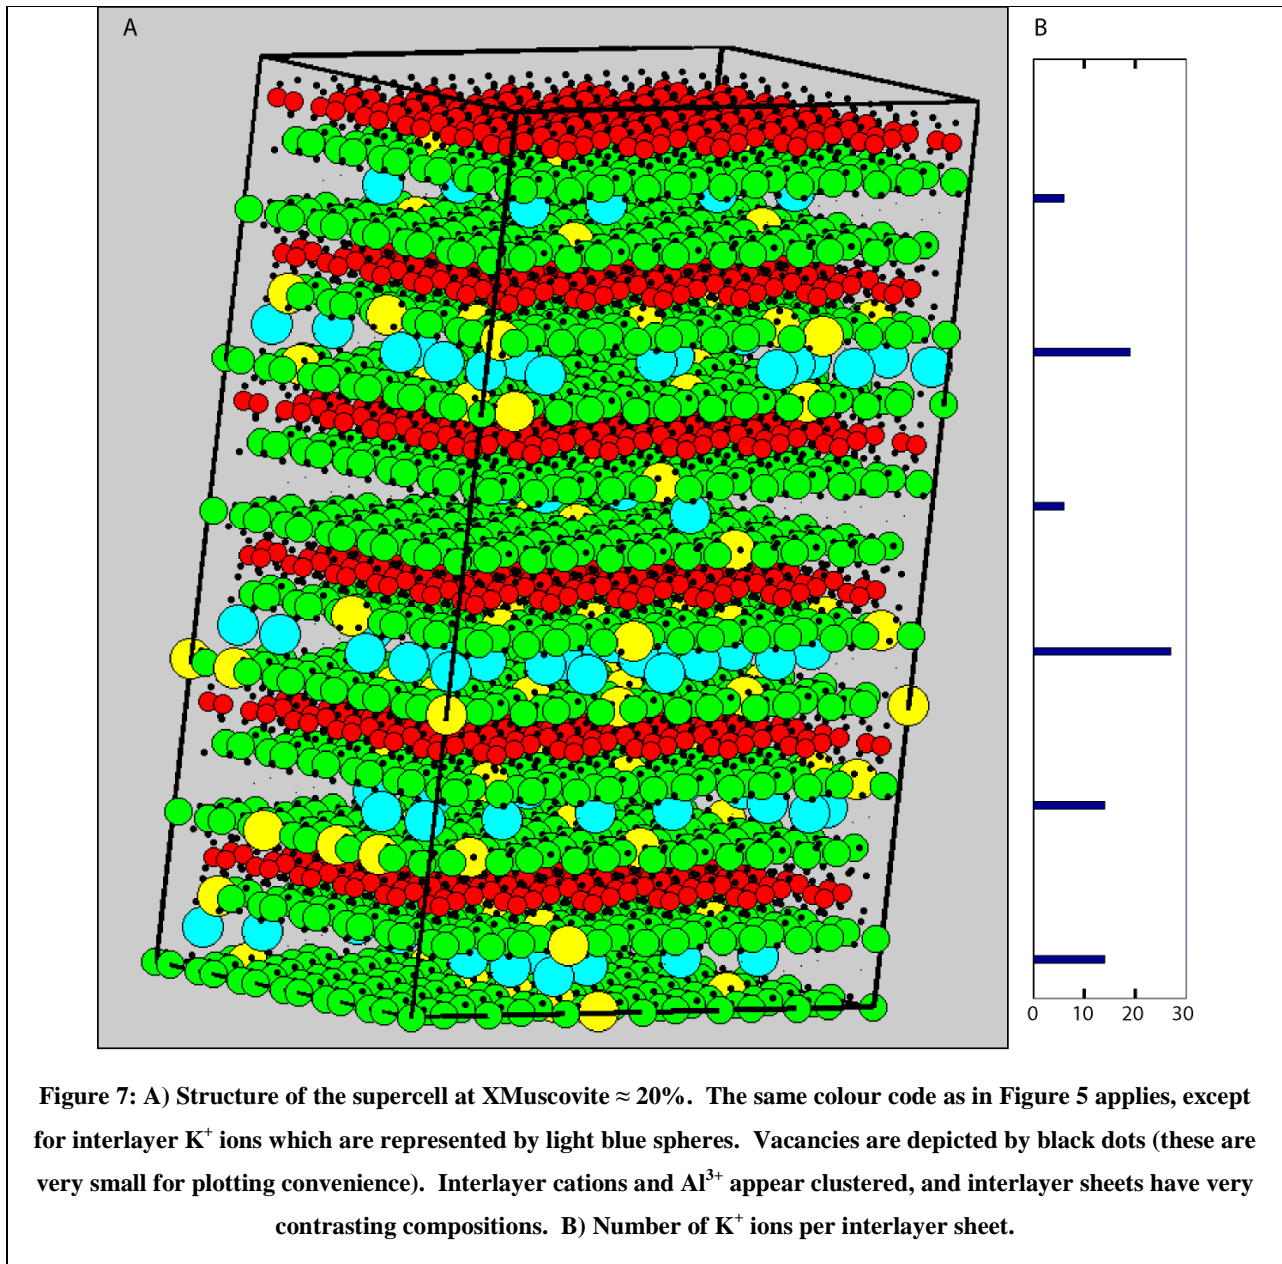 A
B
0 10 20 30
Figure 7: A) Structure of the supercell at XMuscovite ≈ 20%. The same colour code as in Figure 5 applies, except
for interlayer K⁺ ions which are represented by light blue spheres. Vacancies are depicted by black dots (these are
very small for plotting convenience). Interlayer cations and Al³⁺ appear clustered, and interlayer sheets have very
contrasting compositions. B) Number of K⁺ ions per interlayer sheet.